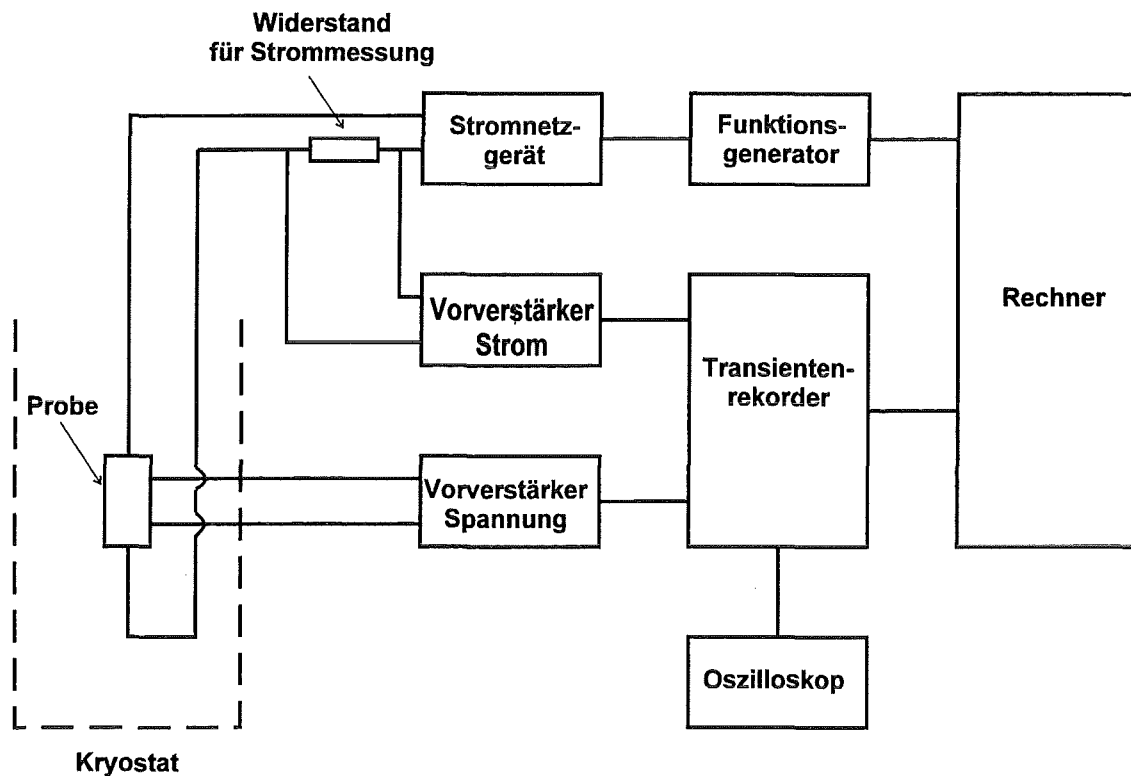 Widerstand
für Strommessung
Stromnetz-
gerät
Funktions-
generator
Vorverstärker
Strom
Transienten-
rekorder
Rechner
Probe
Vorverstärker
Spannung
Oszilloskop
Kryostat